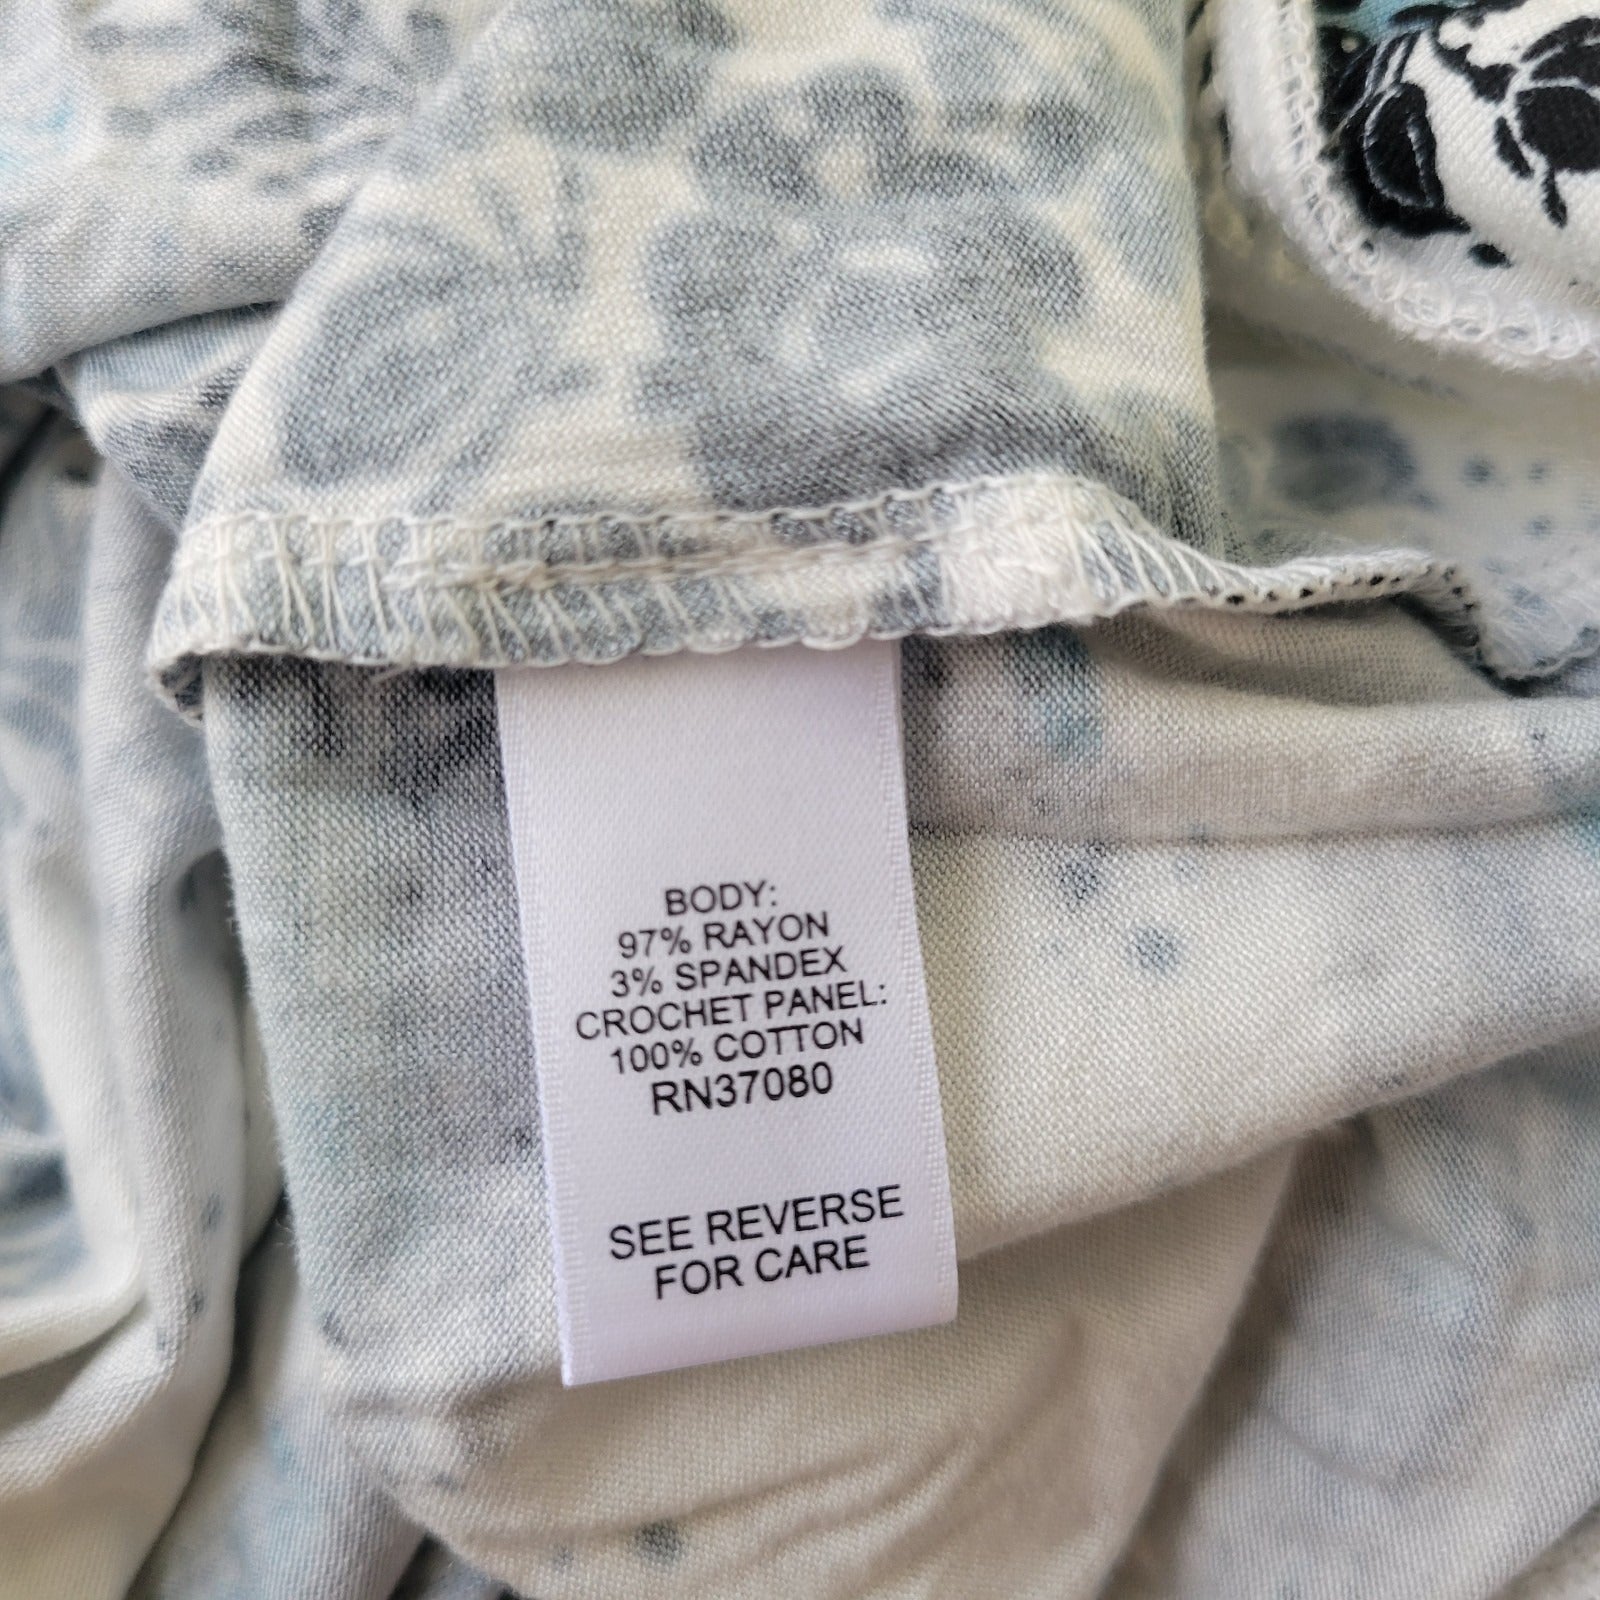 BODY:
97% RAYON
3% SPANDEX
CROCHET PANEL:
100% COTTON
RN37080
SEE REVERSE
FOR CARE